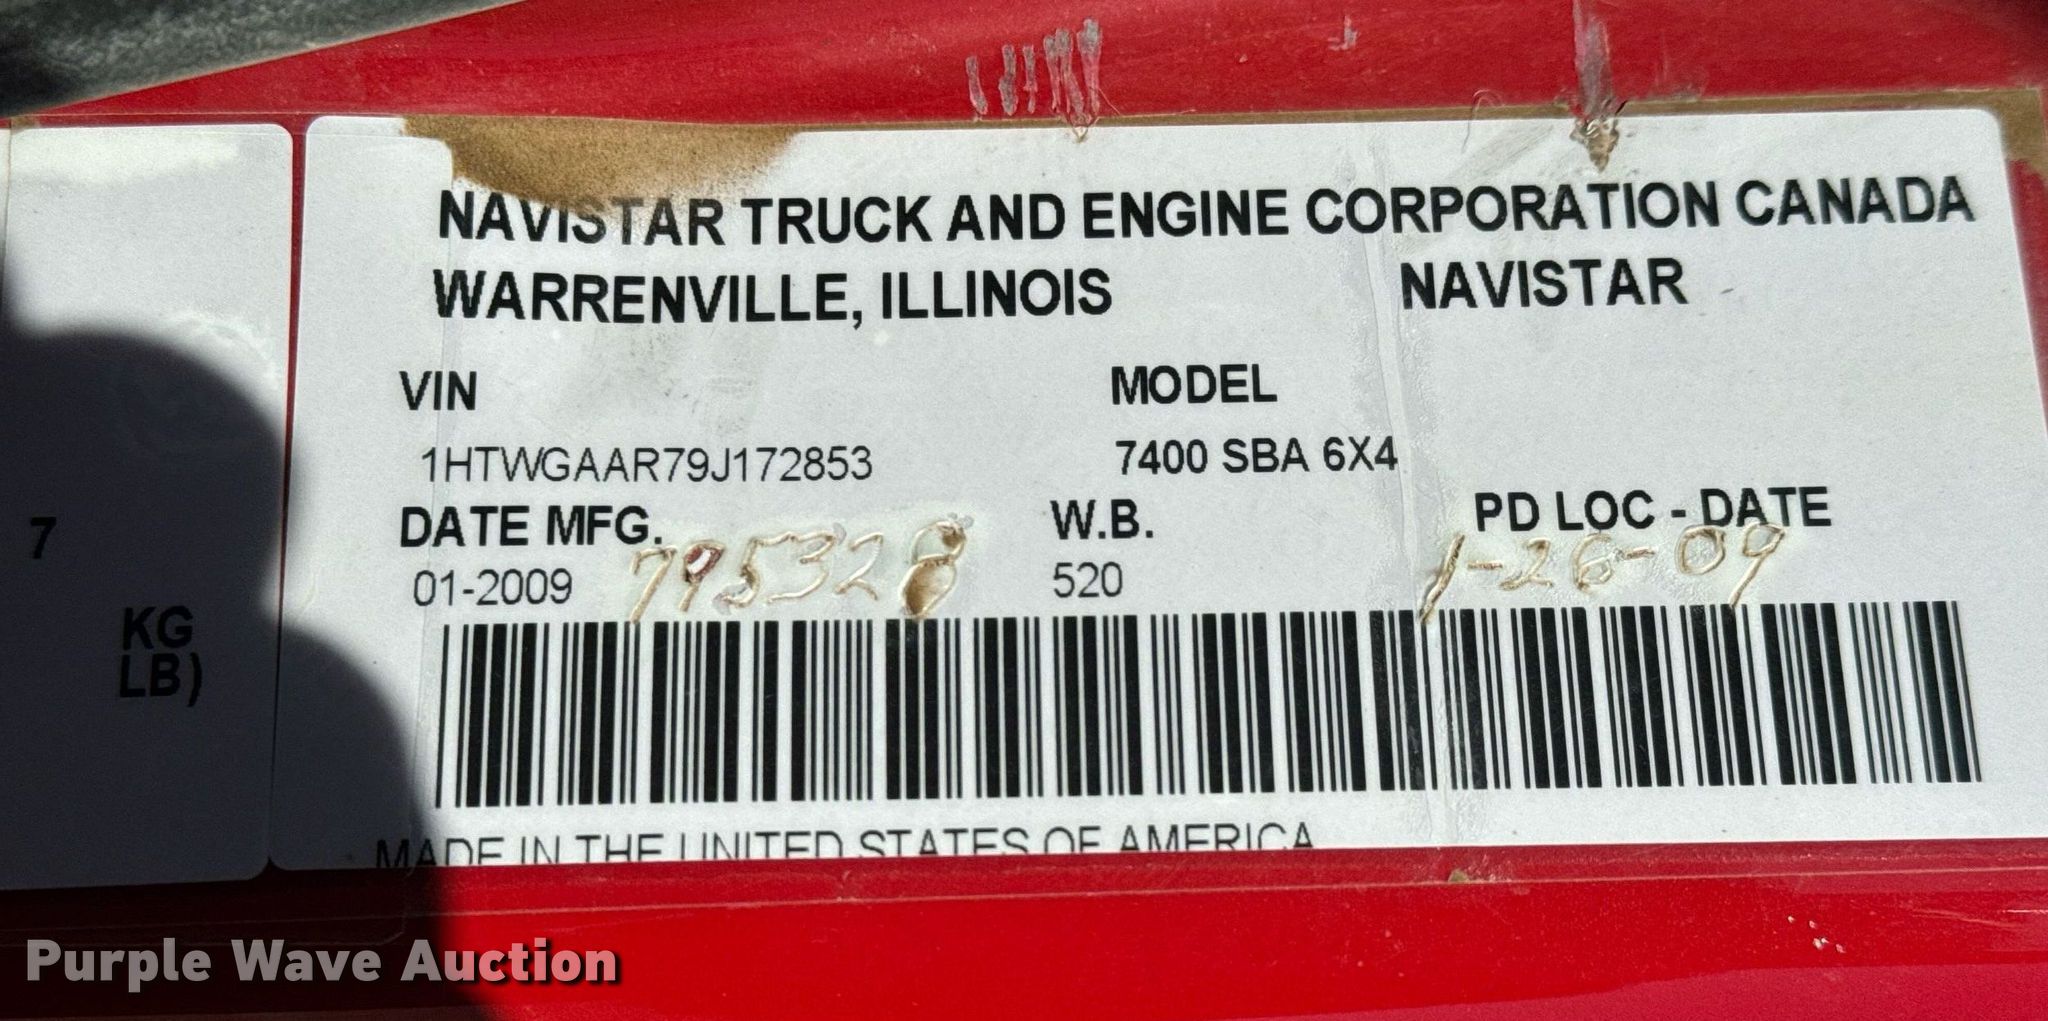 NAVISTAR TRUCK AND ENGINE CORPORATION CANADA
WARRENVILLE, ILLINOIS NAVISTAR
VIN MODEL
1HTWGAAR79J172853 7400 SBA 6X4
DATE MFG. W.B. PD LOC - DATE
01-2009 795328 520 1-26-09
MADE IN THE UNITED STATES OF AMERICA
7
KG
LB)
Purple Wave Auction